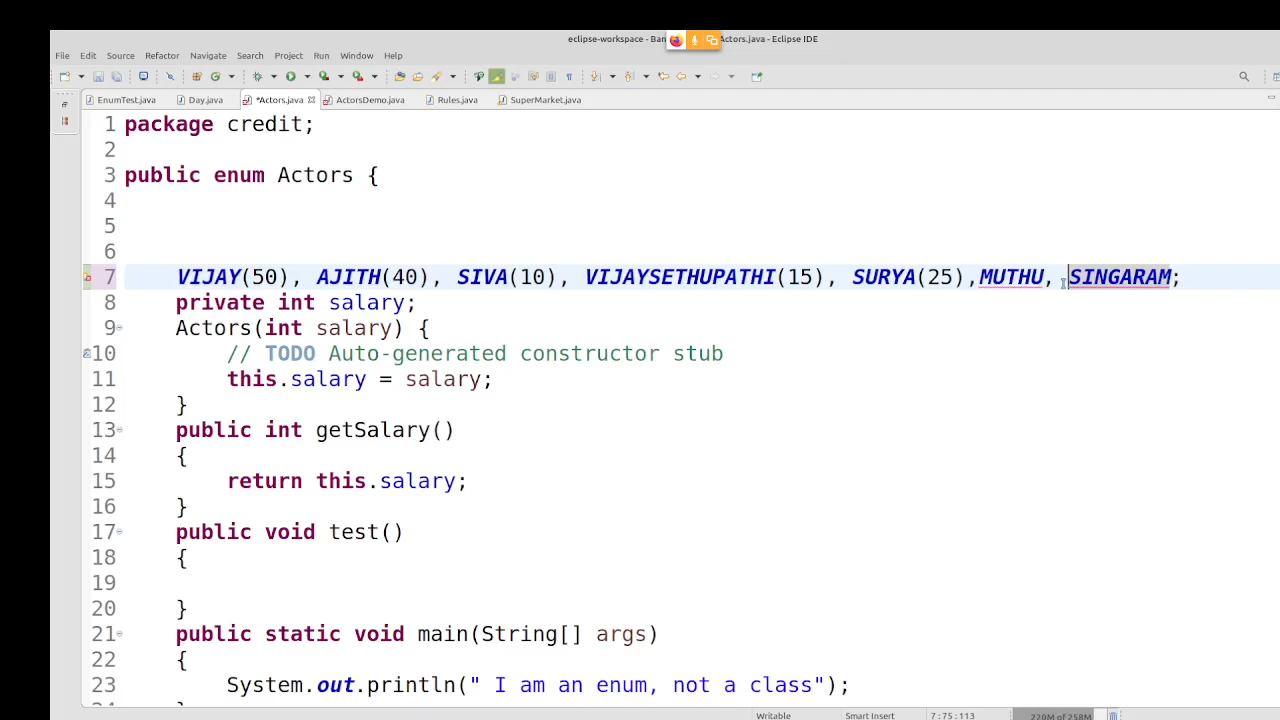 eclipse-workspace - Ban Actors.java - Eclipse IDE
File Edit Source Refactor Navigate Search Project Run Window Help
EnumTest.java Day.java *Actors.java ActorsDemo.java Rules.java SuperMarket.java
1 package credit;
2
3 public enum Actors {
4
5
6
7 VIJAY(50), AJITH(40), SIVA(10), VIJAYSETHUPATHI(15), SURYA(25),MUTHU, SINGARAM;
8 private int salary;
9 Actors(int salary) {
10 // TODO Auto-generated constructor stub
11 this.salary = salary;
12 }
13 public int getSalary()
14 {
15 return this.salary;
16 }
17 public void test()
18 {
19
20 }
21 public static void main(String[] args)
22 {
23 System.out.println(" I am an enum, not a class");
Writable Smart Insert 7 : 75 : 113 220M of 258M